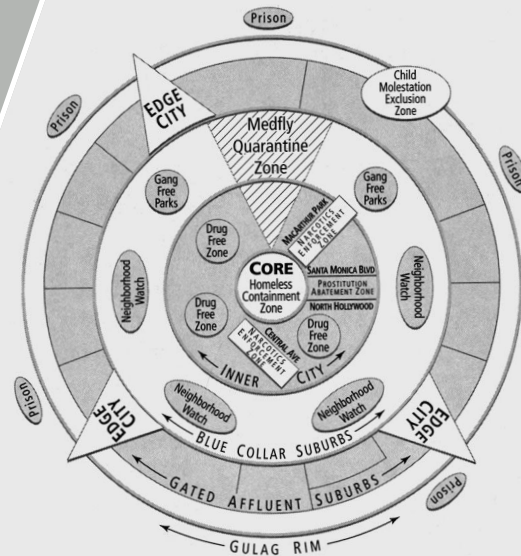 Prison
Prison
EDGE
CITY
Child
Molestation
Exclusion
Zone
Medfly
Quarantine
Zone
Prison
Gang
Free
Parks
Gang
Free
Parks
MACARTHUR PARK
NARCOTICS
ENFORCEMENT
ZONE
Drug
Free
Zone
CORE
Homeless
Containment
Zone
SANTA MONICA BLVD
PROSTITUTION
ABATEMENT ZONE
NORTH HOLLYWOOD
Neighborhood
Watch
Neighborhood
Watch
Drug
Free
Zone
CENTRAL AVE
NARCOTICS
ENFORCEMENT
ZONE
Drug
Free
Zone
INNER CITY
Prison
Neighborhood
Watch
Neighborhood
Watch
EDGE
CITY
EDGE
CITY
BLUE COLLAR SUBURBS
GATED AFFLUENT SUBURBS
Prison
GULAG RIM